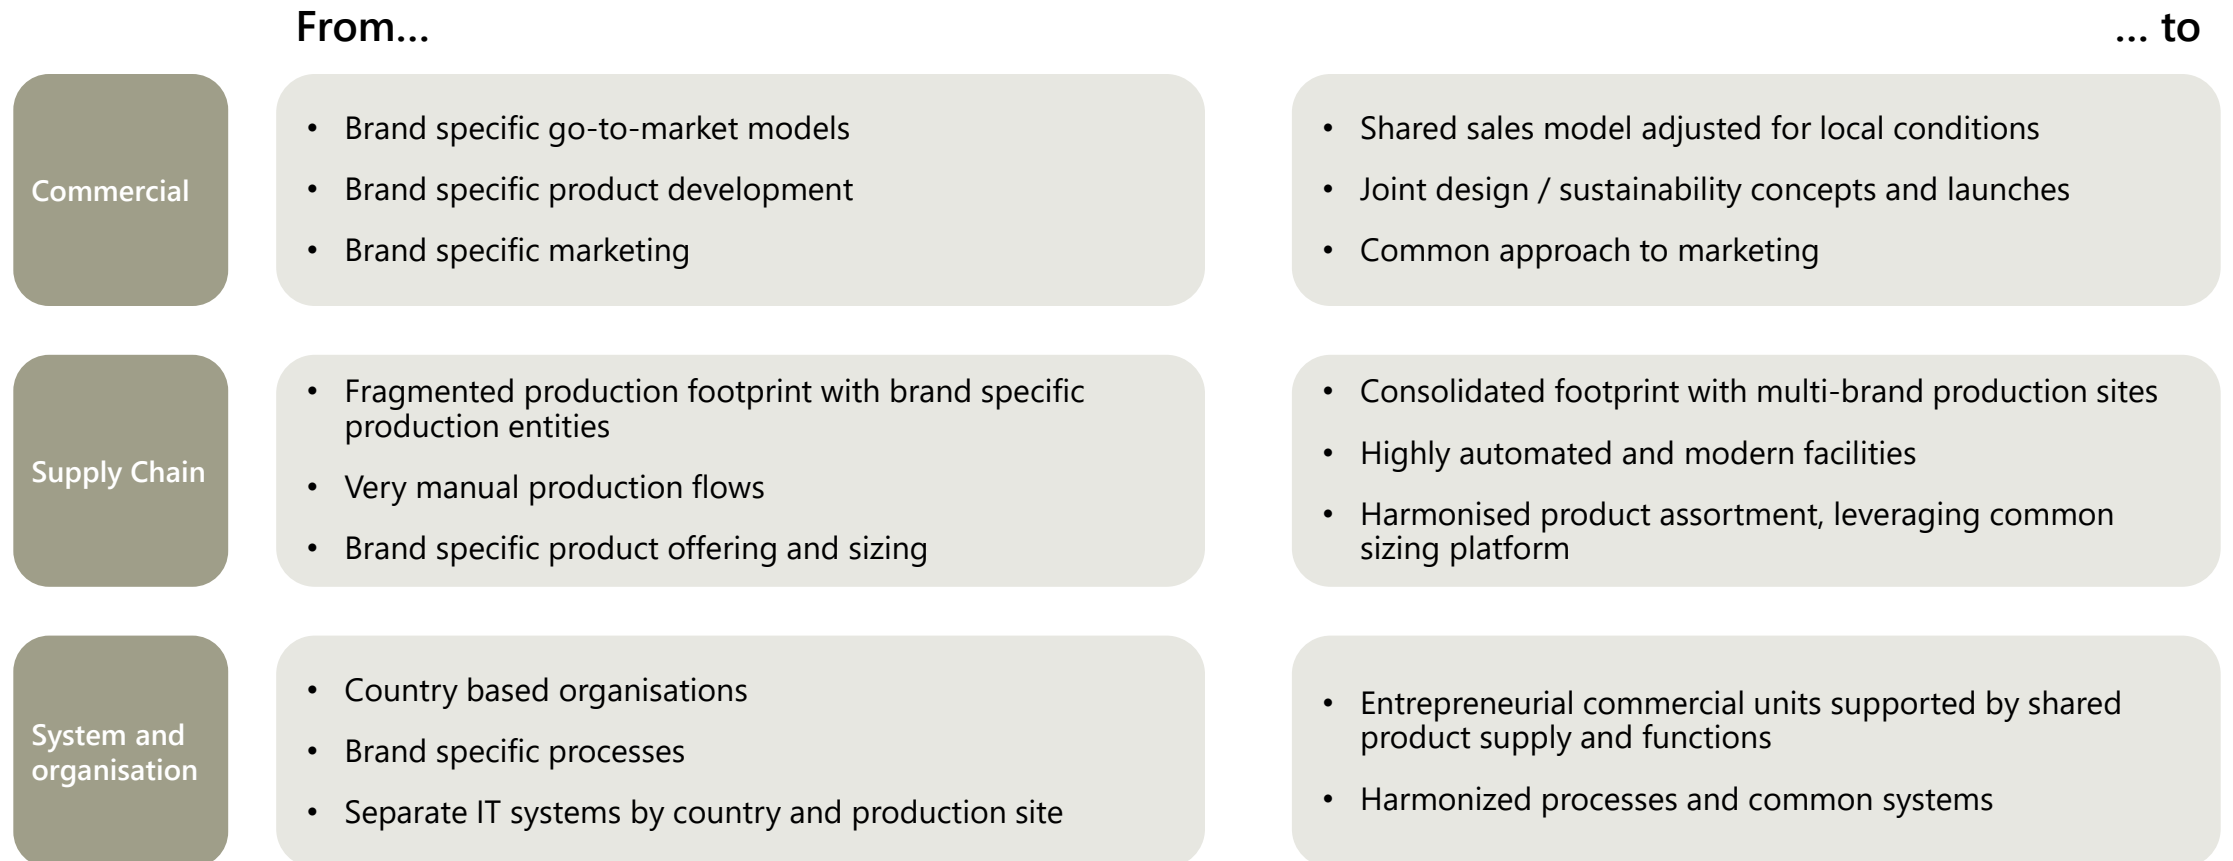 From...
... to
Commercial
• Brand specific go-to-market models
• Brand specific product development
• Brand specific marketing
• Shared sales model adjusted for local conditions
• Joint design / sustainability concepts and launches
• Common approach to marketing
Supply Chain
• Fragmented production footprint with brand specific
production entities
• Very manual production flows
• Brand specific product offering and sizing
• Consolidated footprint with multi-brand production sites
• Highly automated and modern facilities
• Harmonised product assortment, leveraging common
sizing platform
System and
organisation
• Country based organisations
• Brand specific processes
• Separate IT systems by country and production site
• Entrepreneurial commercial units supported by shared
product supply and functions
• Harmonized processes and common systems